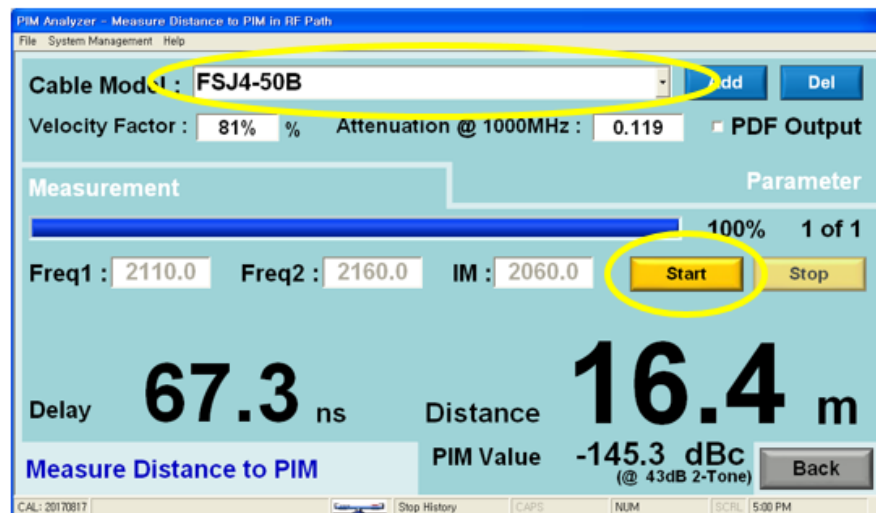 PIM Analyzer - Measure Distance to PIM in RF Path
File System Management Help
Cable Model : FSJ4-50B Add Del
Velocity Factor : 81% % Attenuation @ 1000MHz : 0.119 PDF Output
Measurement Parameter
100% 1 of 1
Freq1 : 2110.0 Freq2 : 2160.0 IM : 2060.0 Start Stop
Delay 67.3 ns Distance 16.4 m
PIM Value -145.3 dBc
(@ 43dB 2-Tone)
Measure Distance to PIM Back
CAL: 20170817 Stop History CAPS NUM SCRL 5:00 PM